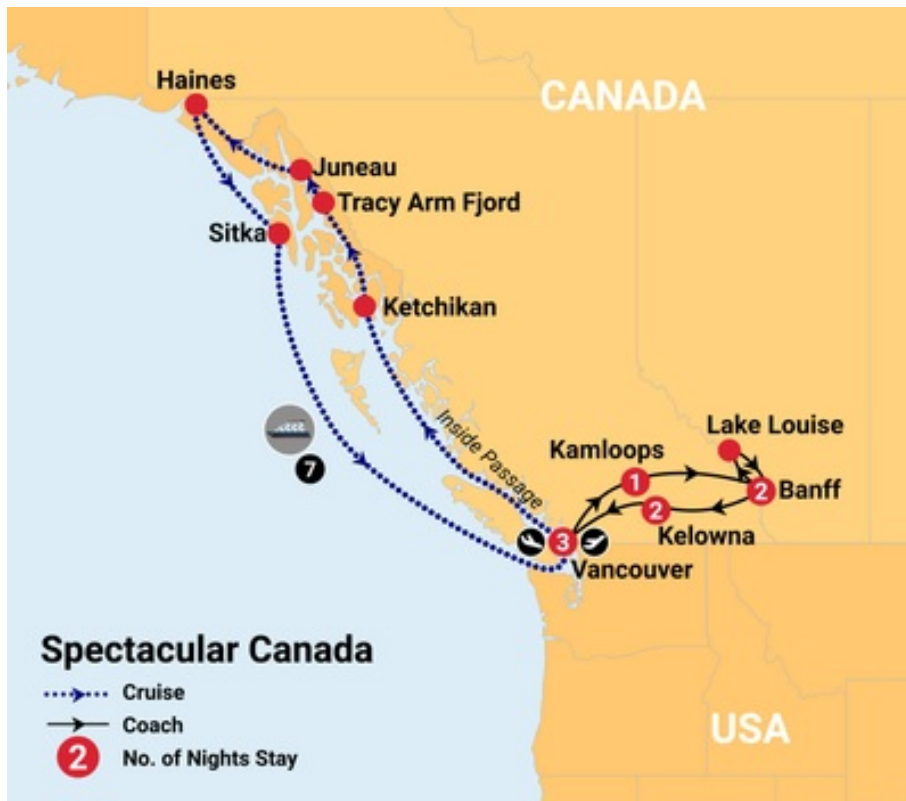 Haines
CANADA
Juneau
Tracy Arm Fjord
Sitka
Ketchikan
Inside Passage
7
Lake Louise
Kamloops
1
2
Banff
2
Kelowna
3
Vancouver
Spectacular Canada
Cruise
Coach
USA
2
No. of Nights Stay